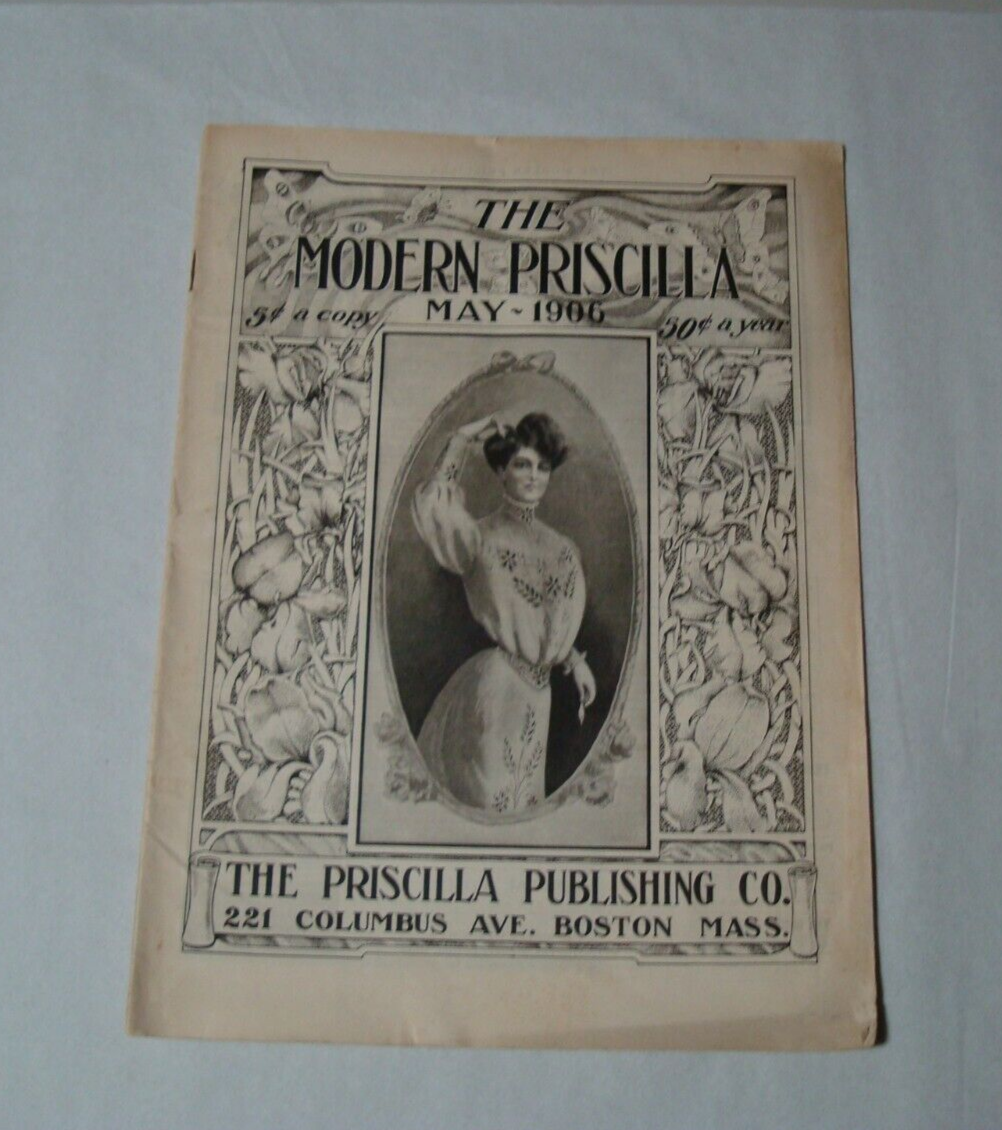 THE
MODERN PRISCILLA
MAY ~ 1906
5¢ a copy
50¢ a year
THE PRISCILLA PUBLISHING CO.
221 COLUMBUS AVE. BOSTON MASS.